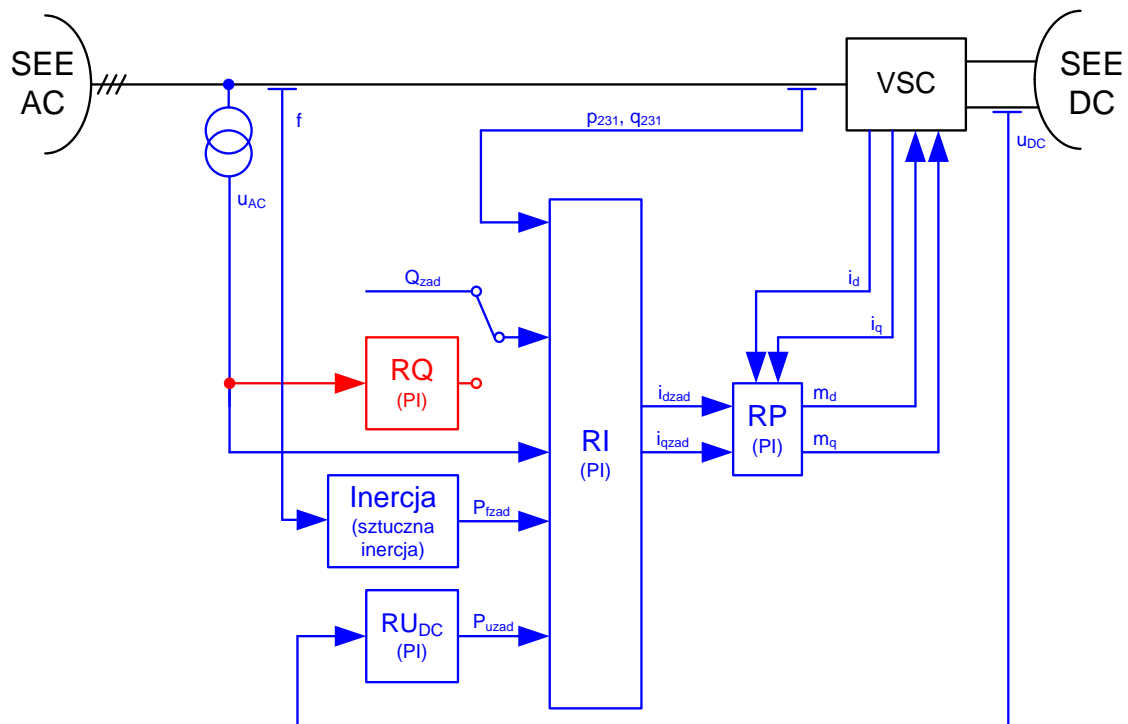 SEE
AC
VSC
SEE
DC
f
p231, q231
uDC
uAC
Qzad
id
iq
RQ
(PI)
idzad
iqzad
RI
(PI)
RP
(PI)
md
mq
Inercja
(sztuczna
inercja)
Pfzad
RUDC
(PI)
Puzad